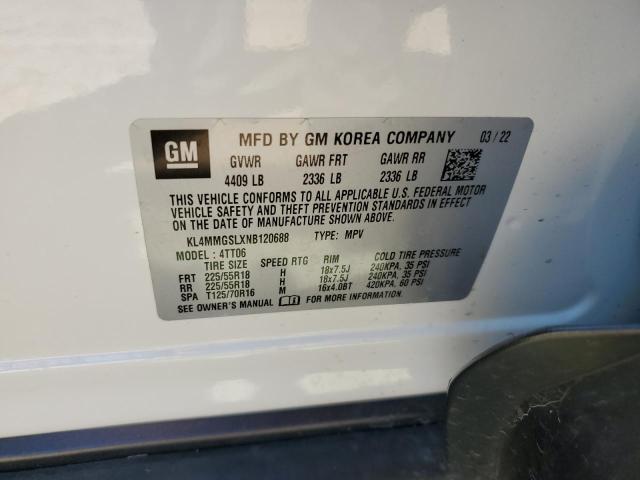 GM
MFD BY GM KOREA COMPANY 03/22
GVWR GAWR FRT GAWR RR
4409 LB 2336 LB 2336 LB
THIS VEHICLE CONFORMS TO ALL APPLICABLE U.S. FEDERAL MOTOR
VEHICLE SAFETY AND THEFT PREVENTION STANDARDS IN EFFECT
ON THE DATE OF MANUFACTURE SHOWN ABOVE.
KL4MMGSLXNB120688 TYPE: MPV
MODEL: 4TT06
TIRE SIZE SPEED RTG RIM COLD TIRE PRESSURE
FRT 225/55R18 H 18x7.5J 240KPA, 35 PSI
RR 225/55R18 H 18x7.5J 240KPA, 35 PSI
SPA T125/70R16 M 16x4.0BT 420KPA, 60 PSI
SEE OWNER'S MANUAL FOR MORE INFORMATION.